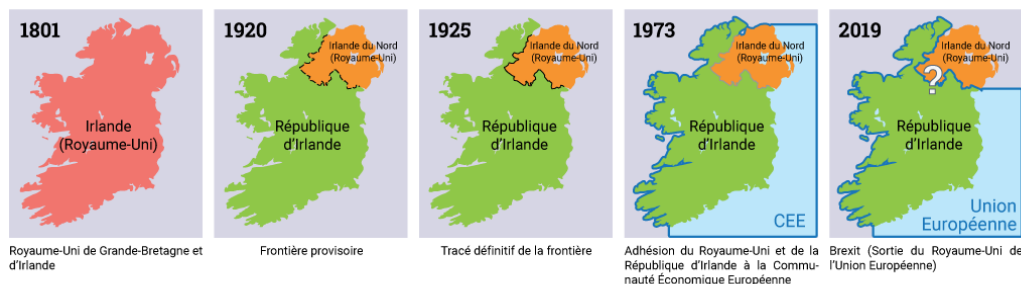 1801
Irlande
(Royaume-Uni)
Royaume-Uni de Grande-Bretagne et
d'Irlande
1920
Irlande du Nord
(Royaume-Uni)
République
d'Irlande
Frontière provisoire
1925
Irlande du Nord
(Royaume-Uni)
République
d'Irlande
Tracé définitif de la frontière
1973
Irlande du Nord
(Royaume-Uni)
République
d'Irlande
CEE
Adhésion du Royaume-Uni et de la
République d'Irlande à la Commu-
nauté Économique Européenne
2019
Irlande du Nord
(Royaume-Uni)
?
République
d'Irlande
Union
Européenne
Brexit (Sortie du Royaume-Uni de
l'Union Européenne)